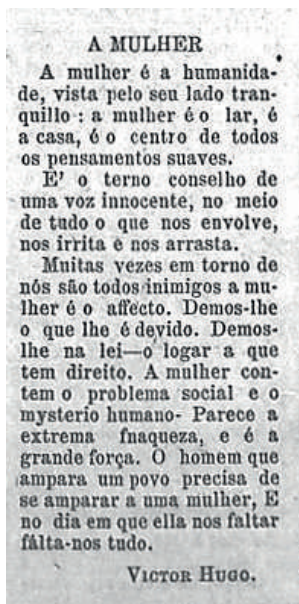 A MULHER
A mulher é a humanida-
de, vista pelo seu lado tran-
quillo : a mulher é o lar, é
a casa, é o centro de todos
os pensamentos suaves.
E' o terno conselho de
uma voz innocente, no meio
de tudo o que nos envolve,
nos irrita e nos arrasta.
Muitas vezes em torno de
nós são todos inimigos a mu-
lher é o affecto. Demos-lhe
o que lhe é devido. Demos-
lhe na lei—o logar a que
tem direito. A mulher con-
tem o problema social e o
mysterio humano- Parece a
extrema fnaqueza, e é a
grande força. O homem que
ampara um povo precisa de
se amparar a uma mulher, E
no dia em que ella nos faltar
fálta-nos tudo.
VICTOR HUGO.